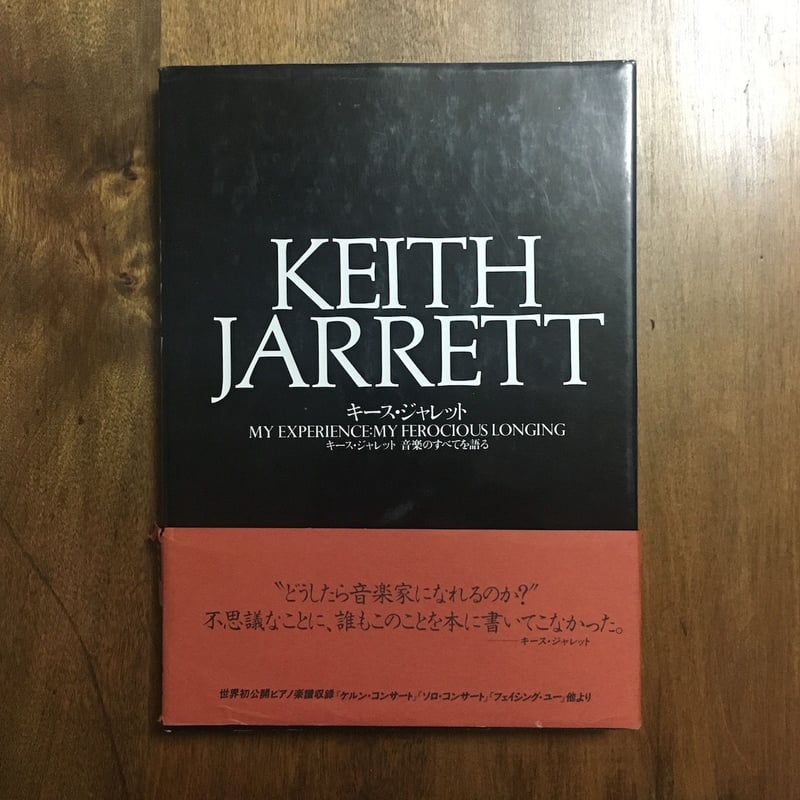 KEITH
JARRETT
キース・ジャレット
MY EXPERIENCE:MY FEROCIOUS LONGING
キース・ジャレット 音楽のすべてを語る
〝どうしたら音楽家になれるのか?〟
不思議なことに、誰もこのことを本に書いてこなかった。
――キース・ジャレット
世界初公開ピアノ楽譜収録「ケルン・コンサート」「ソロ・コンサート」「フェイシング・ユー」他より